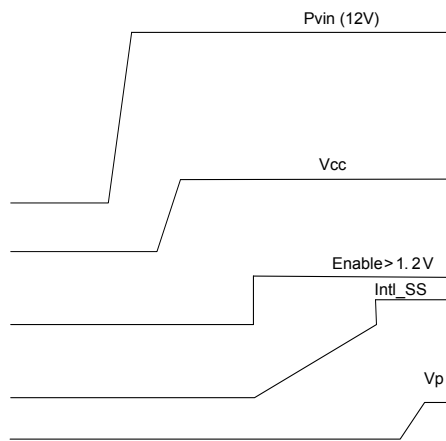 Pvin (12V)
Vcc
Enable>1.2V
Intl_SS
Vp